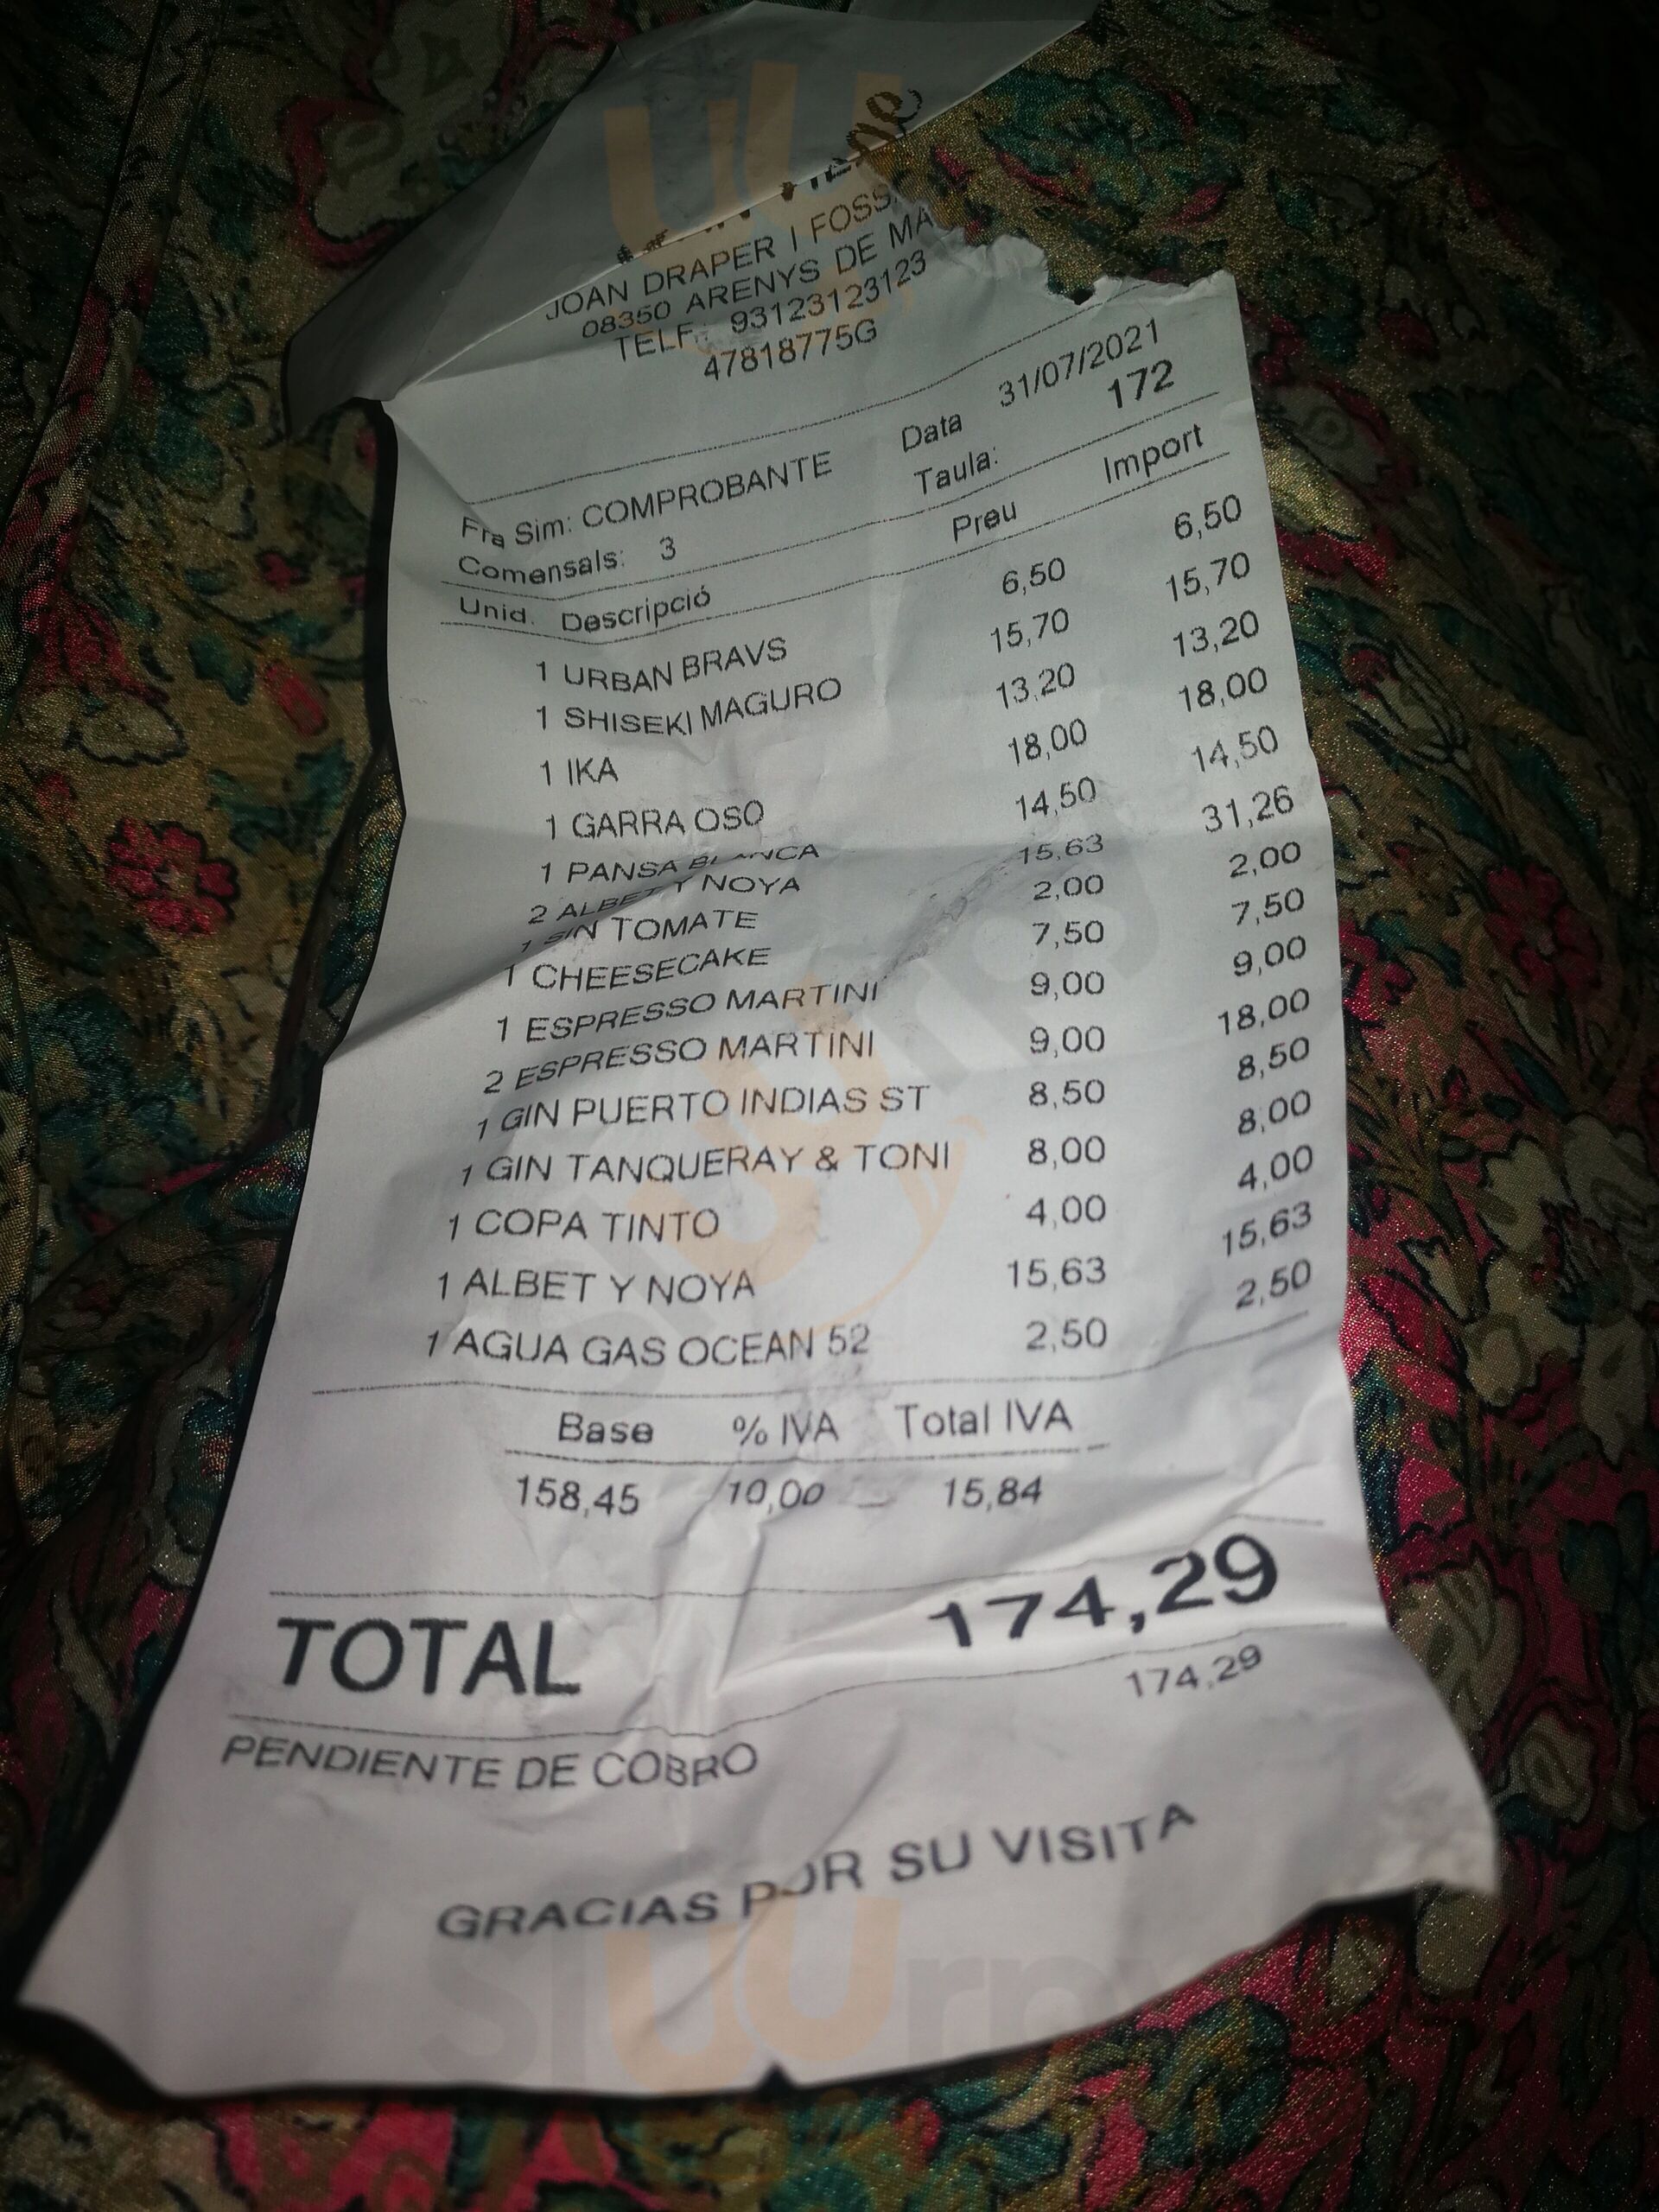 JOAN DRAPER I FOSS
08350 ARENYS DE MA
TELF: 93123123123
47818775G
Fra Sim: COMPROBANTE Data 31/07/2021
Comensals: 3 Taula: 172
Unid. Descripció Preu Import
1 URBAN BRAVS 6,50 6,50
1 SHISEKI MAGURO 15,70 15,70
1 IKA 13,20 13,20
1 GARRA OSO 18,00 18,00
1 PANSA BLANCA 14,50 14,50
2 ALBET Y NOYA 15,63 31,26
1 SIN TOMATE 2,00 2,00
1 CHEESECAKE 7,50 7,50
1 ESPRESSO MARTINI 9,00 9,00
2 ESPRESSO MARTINI 9,00 18,00
1 GIN PUERTO INDIAS ST 8,50 8,50
1 GIN TANQUERAY & TONI 8,00 8,00
1 COPA TINTO 4,00 4,00
1 ALBET Y NOYA 15,63 15,63
1 AGUA GAS OCEAN 52 2,50 2,50
Base % IVA Total IVA
158,45 10,00 15,84
TOTAL 174,29
PENDIENTE DE COBRO 174,29
GRACIAS POR SU VISITA
sluurpy